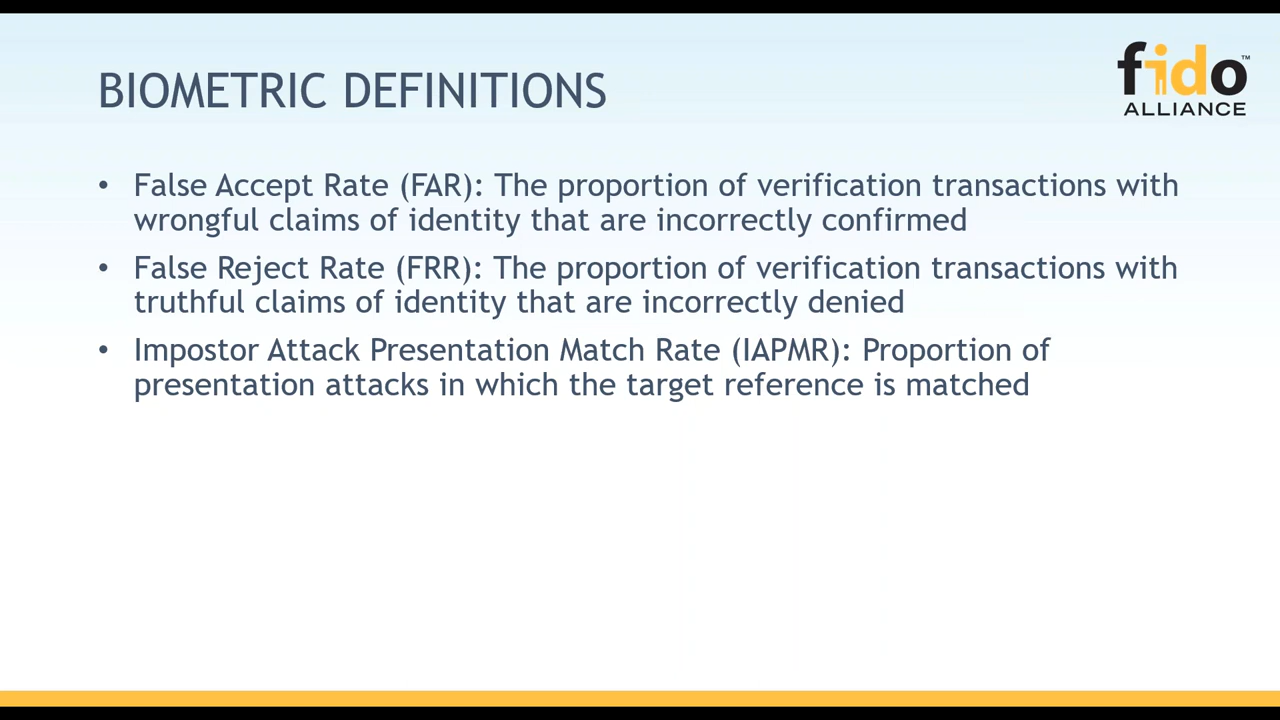 BIOMETRIC DEFINITIONS
fido™
ALLIANCE
• False Accept Rate (FAR): The proportion of verification transactions with
wrongful claims of identity that are incorrectly confirmed
• False Reject Rate (FRR): The proportion of verification transactions with
truthful claims of identity that are incorrectly denied
• Impostor Attack Presentation Match Rate (IAPMR): Proportion of
presentation attacks in which the target reference is matched